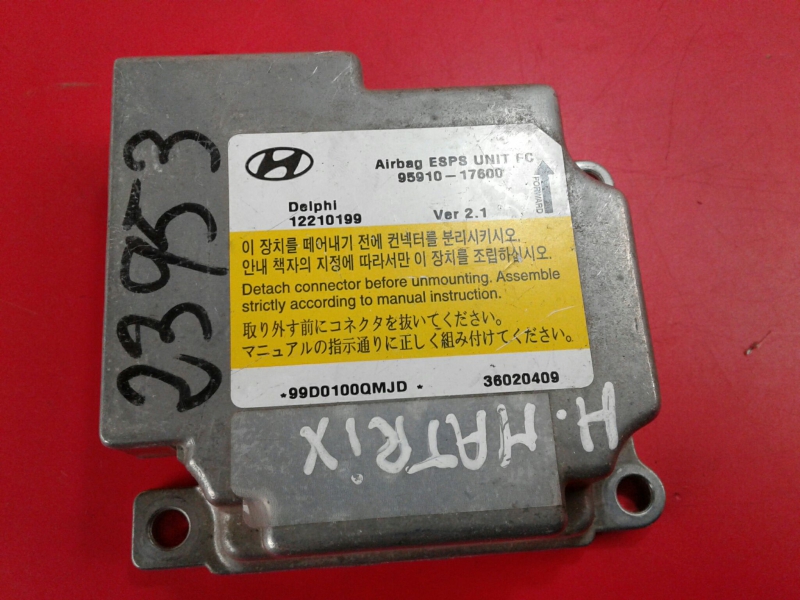 23953
Airbag ESPS UNIT FC
95910-17600
FORWARD
Delphi
12210199
Ver 2.1
이 장치를 떼어내기 전에 컨넥터를 분리시키시오.
안내 책자의 지정에 따라서만 이 장치를 조립하십시오.
Detach connector before unmounting. Assemble
strictly according to manual instruction.
取り外す前にコネクタを抜いてください。
マニュアルの指示通りに正しく組み付けてください。
*99D0100QMJD *
36020409
H.MATRiX